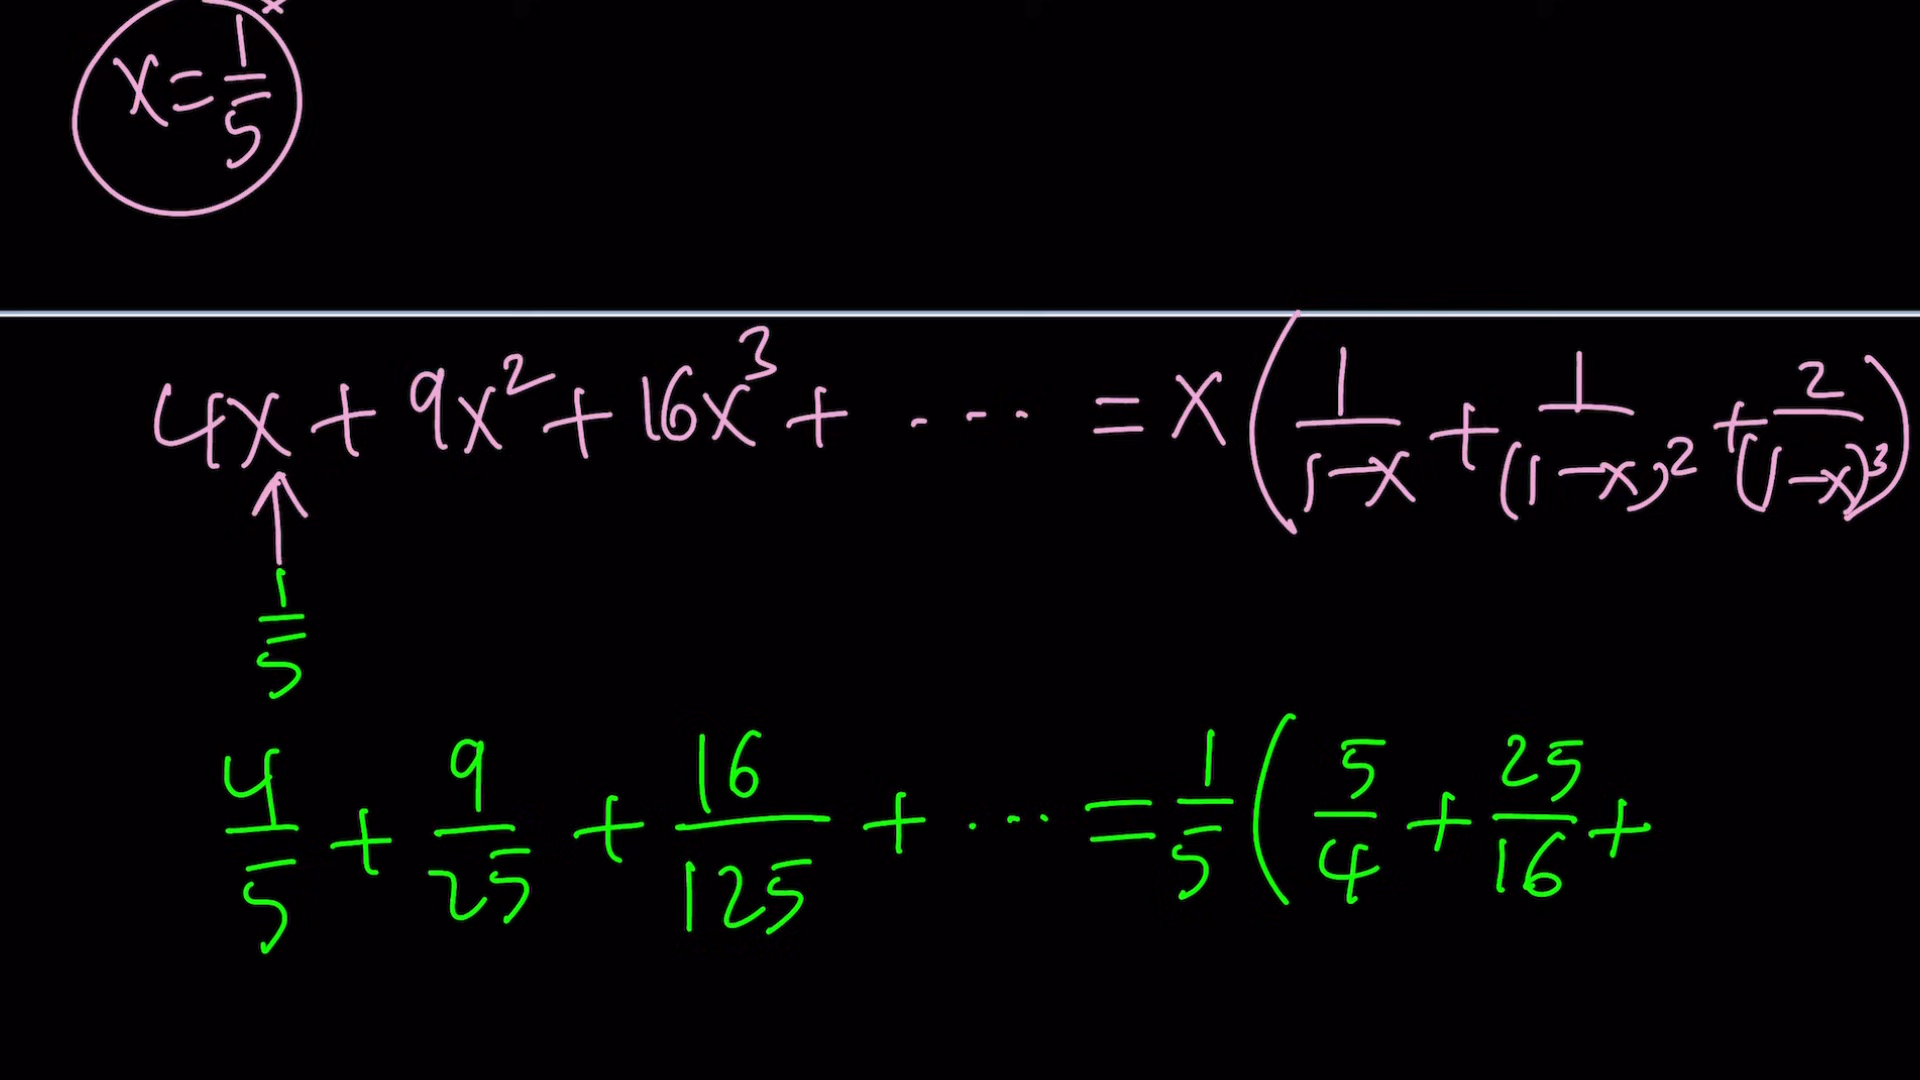 x = 1/5
4x + 9x² + 16x³ + ... = x(1/(1-x) + 1/(1-x)² + 2/(1-x)³)
1/5
4/5 + 9/25 + 16/125 + ... = 1/5 (5/4 + 25/16 +